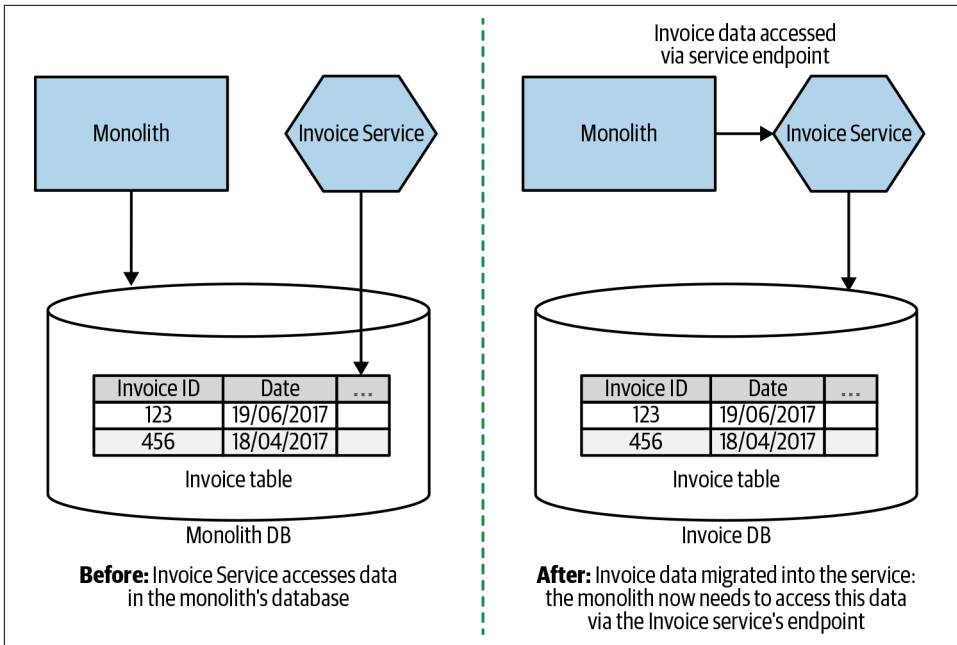 Monolith
Invoice Service
Invoice ID Date ...
123 19/06/2017
456 18/04/2017
Invoice table
Monolith DB
Before: Invoice Service accesses data
in the monolith's database
Invoice data accessed
via service endpoint
Monolith
Invoice Service
Invoice ID Date ...
123 19/06/2017
456 18/04/2017
Invoice table
Invoice DB
After: Invoice data migrated into the service:
the monolith now needs to access this data
via the Invoice service's endpoint